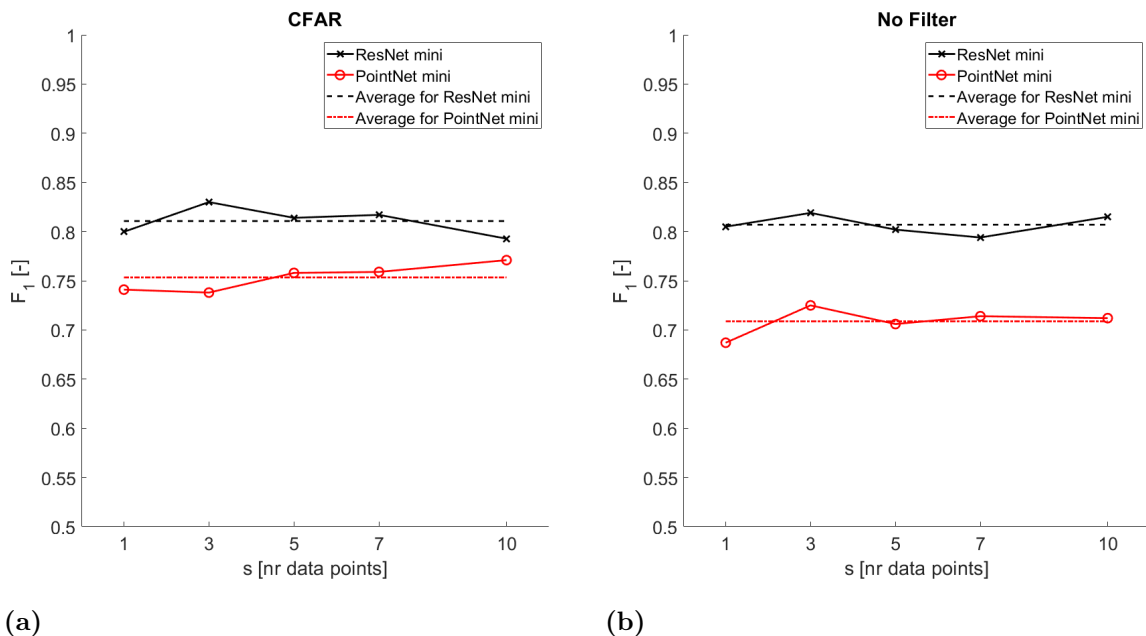 CFAR
1
0.95
0.9
0.85
0.8
0.75
0.7
0.65
0.6
0.55
0.5
F1 [-]
ResNet mini
PointNet mini
Average for ResNet mini
Average for PointNet mini
1 3 5 7 10
s [nr data points]
(a)
No Filter
1
0.95
0.9
0.85
0.8
0.75
0.7
0.65
0.6
0.55
0.5
F1 [-]
ResNet mini
PointNet mini
Average for ResNet mini
Average for PointNet mini
1 3 5 7 10
s [nr data points]
(b)